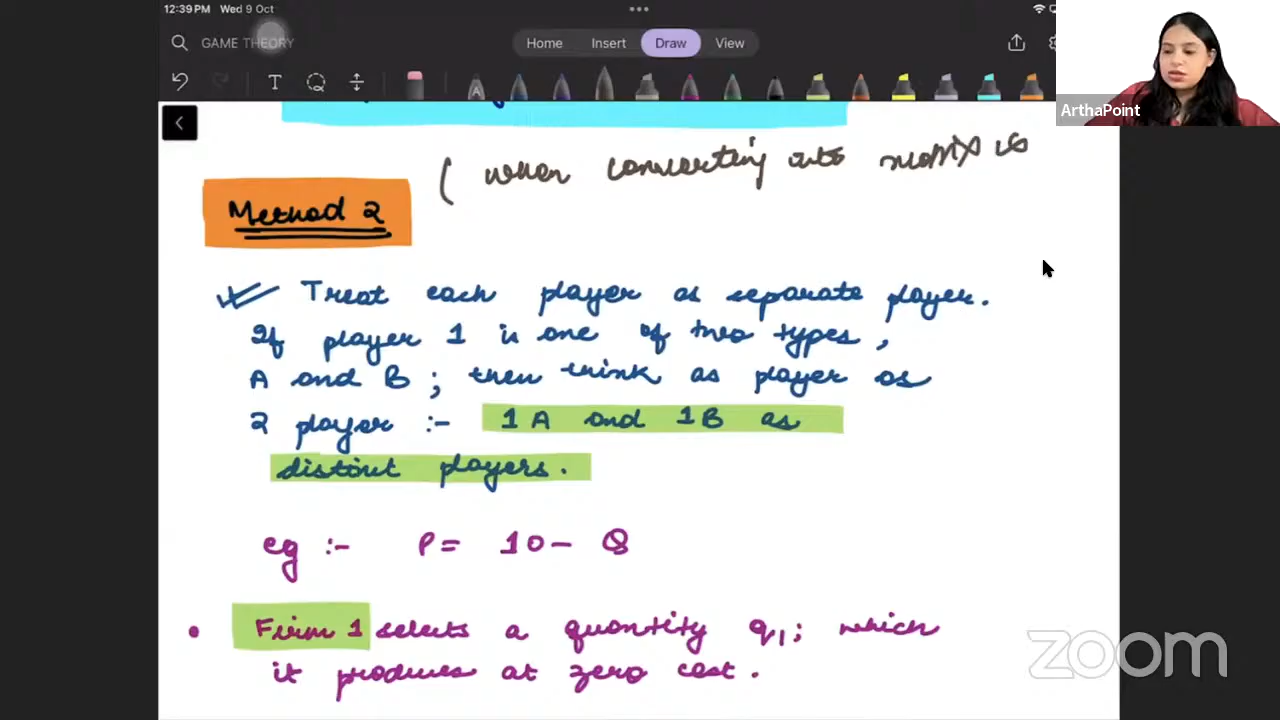 12:39 PM Wed 9 Oct
GAME THEORY
Home Insert Draw View
ArthaPoint
( when converting into matrix is
Method 2
Treat each player as separate player.
If player 1 is one of two types,
A and B ; then think as player as
2 player :- 1A and 1B as
distinct players.
eg :- P = 10 - Q
• Firm 1 selects a quantity q1; which
it produces at zero cost.
zoom